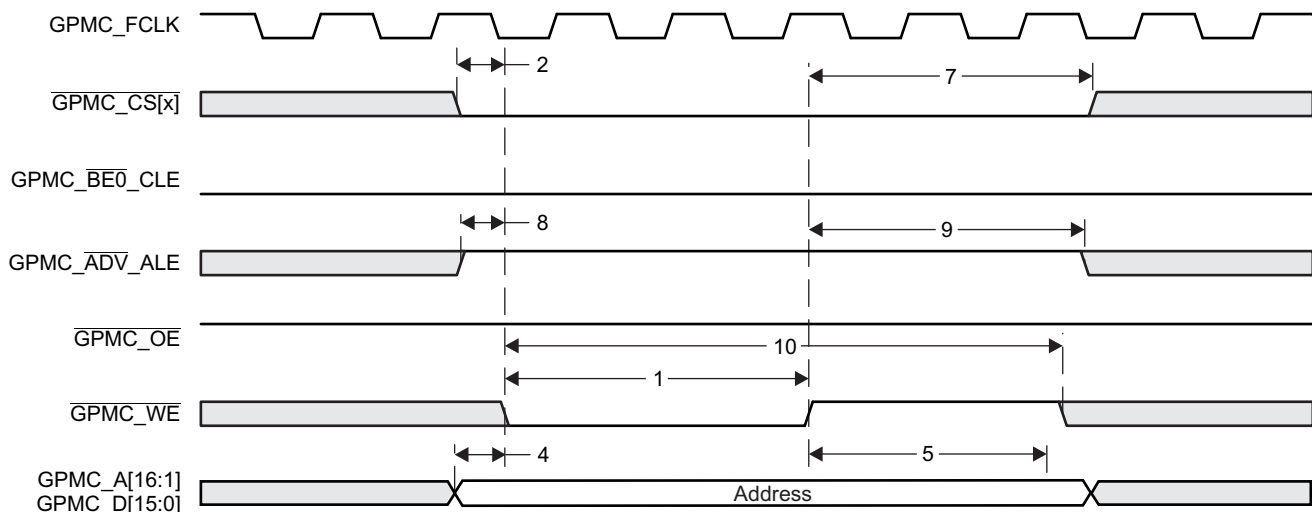 GPMC_FCLK
2
7
GPMC_CS[x]
GPMC_BE0_CLE
8
9
GPMC_ADV_ALE
GPMC_OE
10
1
GPMC_WE
4
5
GPMC_A[16:1]
GPMC_D[15:0]
Address